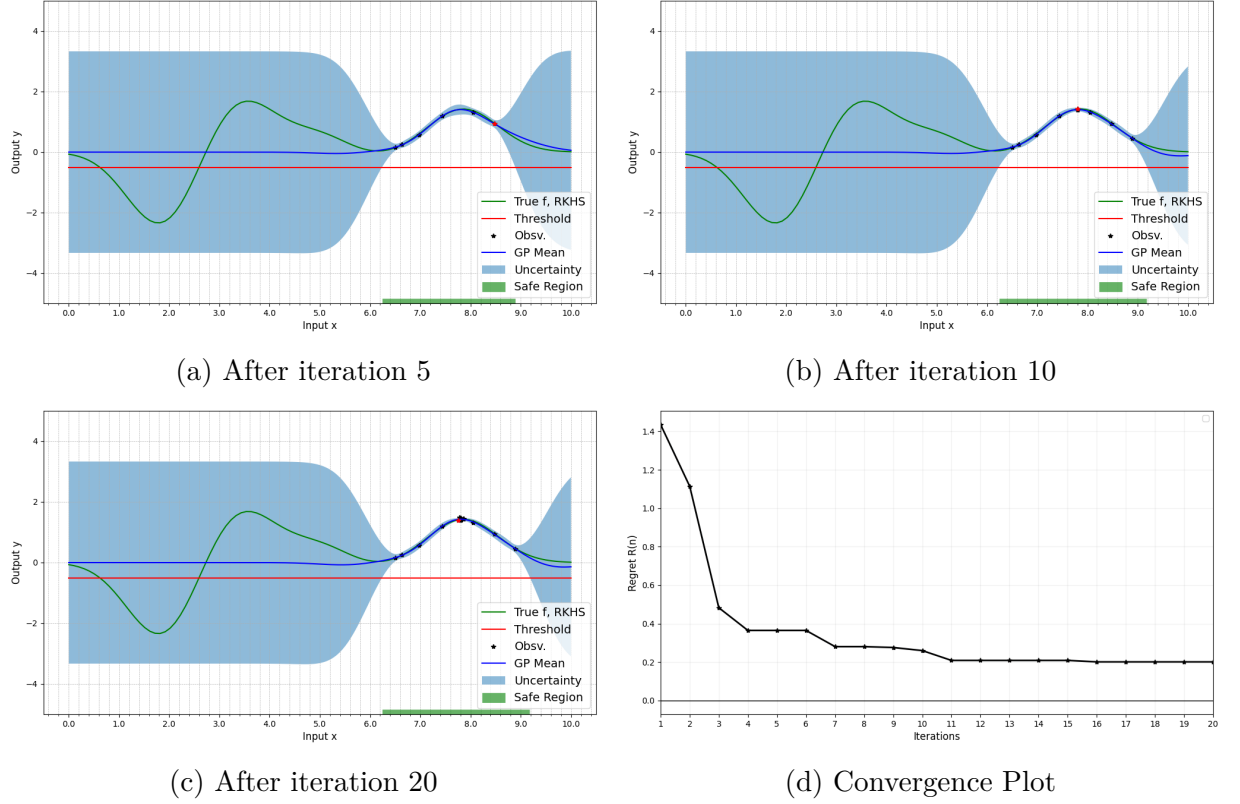 4
2
0
−2
−4
Output y
0.0 1.0 2.0 3.0 4.0 5.0 6.0 7.0 8.0 9.0 10.0
Input x
True f, RKHS
Threshold
Obsv.
GP Mean
Uncertainty
Safe Region
(a) After iteration 5
4
2
0
−2
−4
Output y
0.0 1.0 2.0 3.0 4.0 5.0 6.0 7.0 8.0 9.0 10.0
Input x
True f, RKHS
Threshold
Obsv.
GP Mean
Uncertainty
Safe Region
(b) After iteration 10
4
2
0
−2
−4
Output y
0.0 1.0 2.0 3.0 4.0 5.0 6.0 7.0 8.0 9.0 10.0
Input x
True f, RKHS
Threshold
Obsv.
GP Mean
Uncertainty
Safe Region
(c) After iteration 20
1.4
1.2
1.0
0.8
0.6
0.4
0.2
0.0
Regret R(n)
1 2 3 4 5 6 7 8 9 10 11 12 13 14 15 16 17 18 19 20
Iterations
(d) Convergence Plot